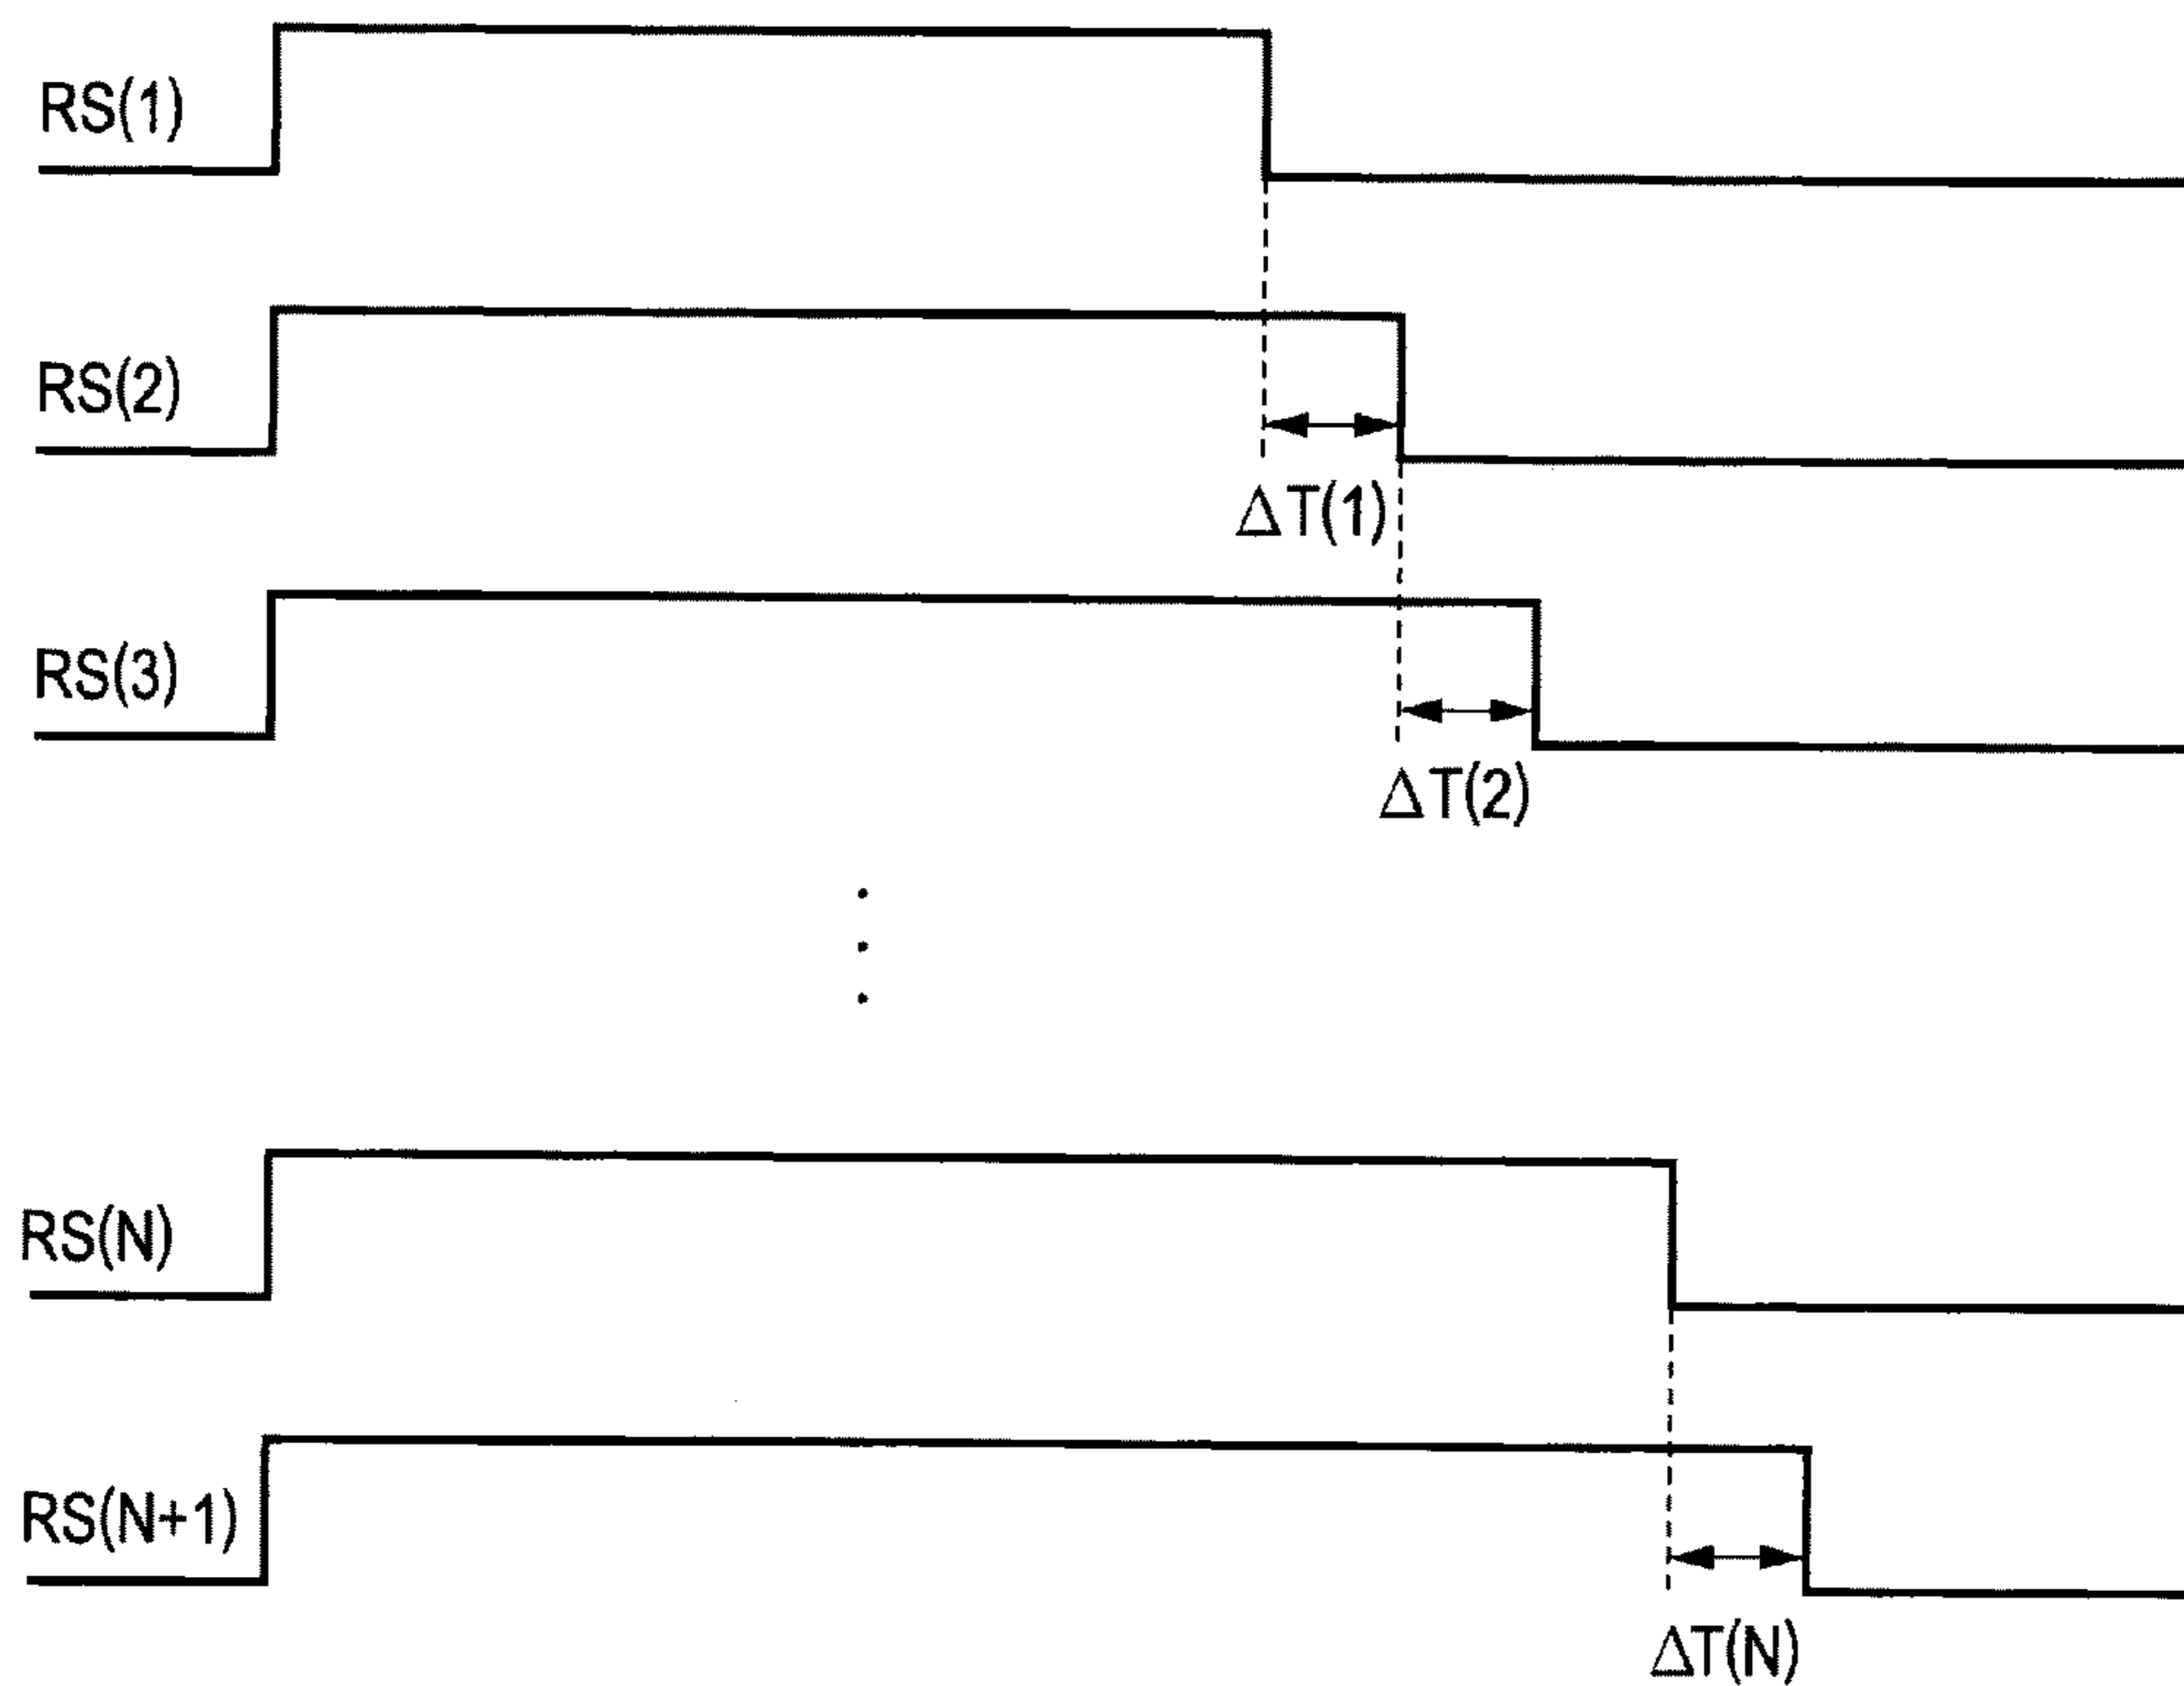 RS(1)
RS(2)
ΔT(1)
RS(3)
ΔT(2)
RS(N)
RS(N+1)
ΔT(N)